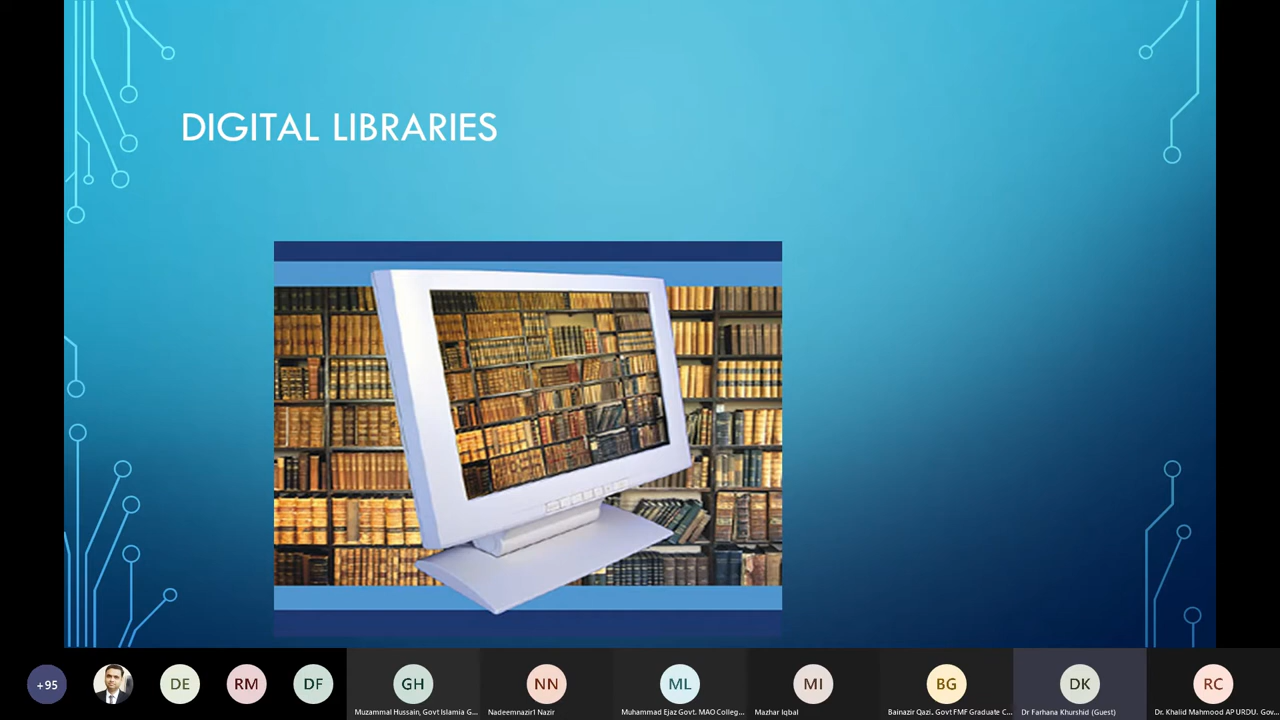 DIGITAL LIBRARIES
+95
DE
RM
DF
GH
NN
ML
MI
BG
DK
RC
Muzammal Hussain, Govt Islamia G...
Nadeemnazir1 Nazir
Muhammad Ejaz Govt. MAO Colleg...
Mazhar Iqbal
Bainazir Qazi. Govt FMF Graduate C...
Dr Farhana Khurshid (Guest)
Dr. Khalid Mahmood AP URDU. Gov...